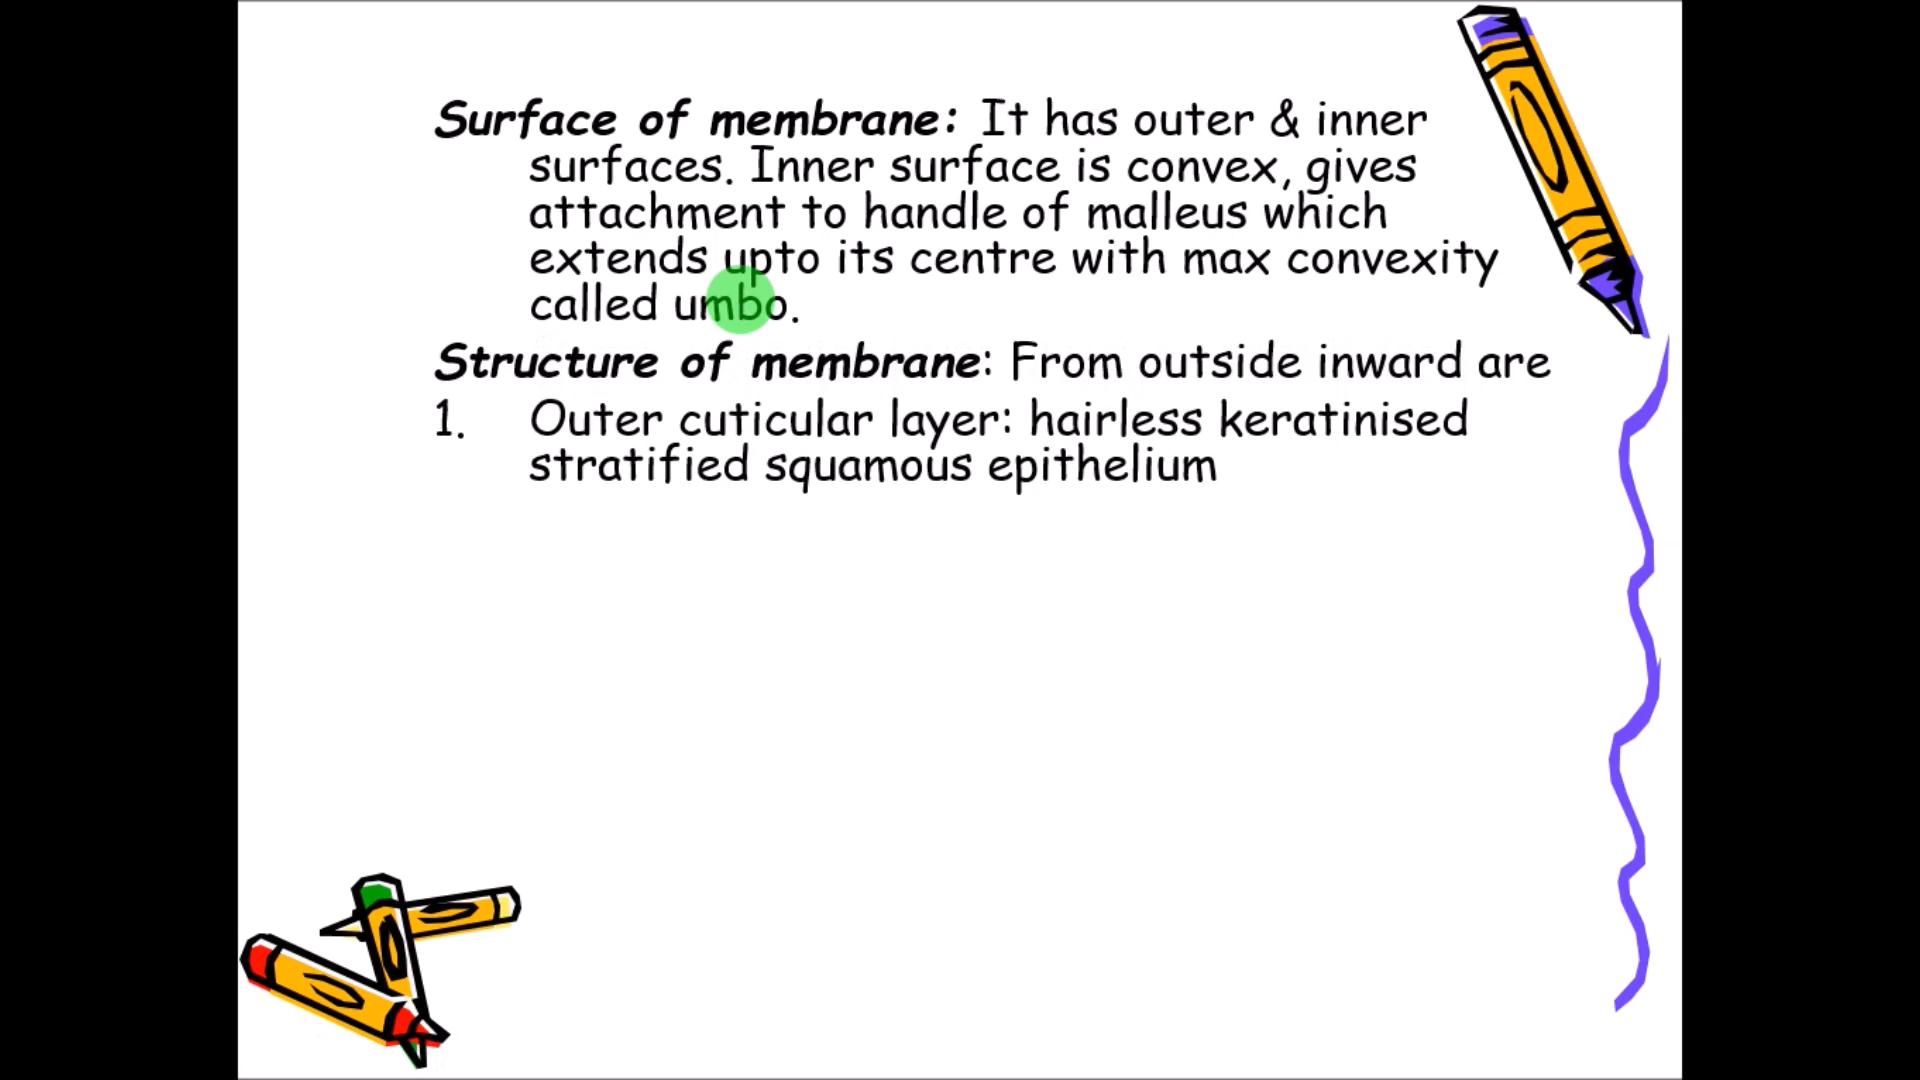 Surface of membrane: It has outer & inner
surfaces. Inner surface is convex, gives
attachment to handle of malleus which
extends upto its centre with max convexity
called umbo.
Structure of membrane: From outside inward are
1. Outer cuticular layer: hairless keratinised
stratified squamous epithelium